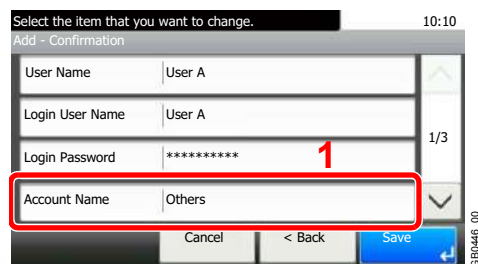 Select the item that you want to change. 10:10
Add - Confirmation
User Name User A
Login User Name User A
1/3
Login Password ********** 1
Account Name Others
Cancel < Back Save
GB0446_00